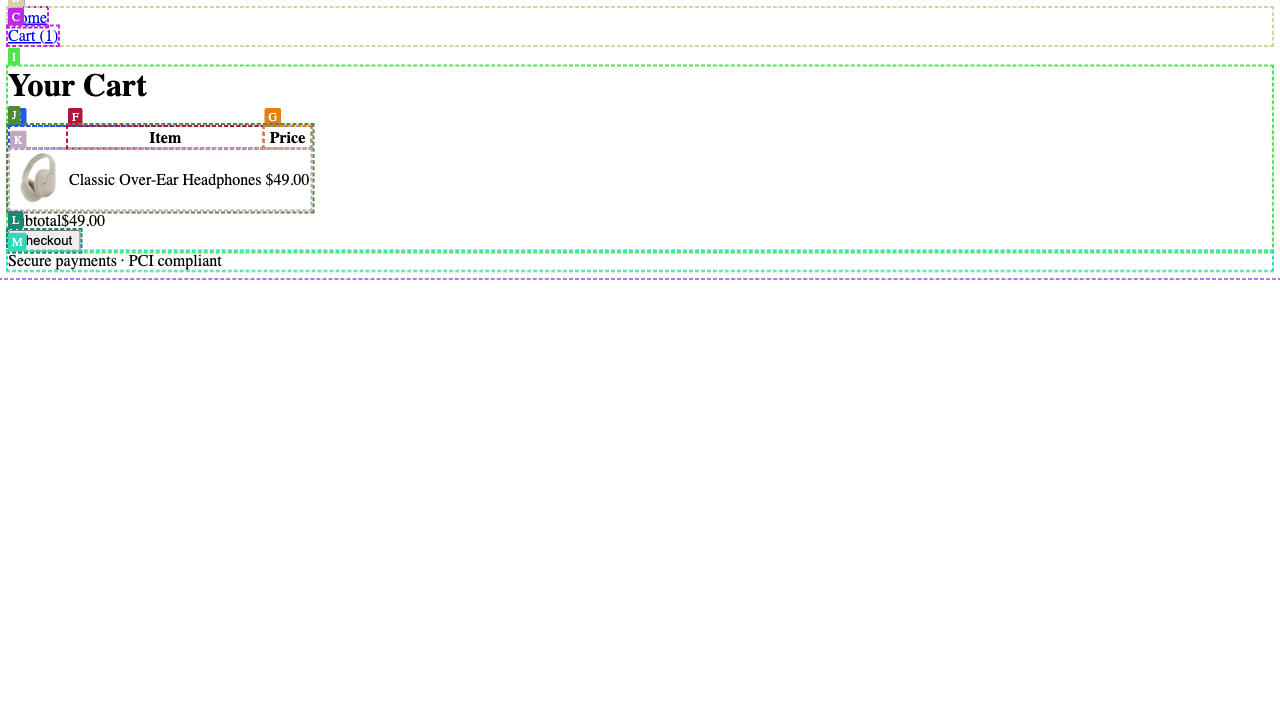 C ome
Cart (1)
I
Your Cart
J F G
Item Price
K
Classic Over-Ear Headphones $49.00
L btotal $49.00
M heckout
Secure payments · PCI compliant